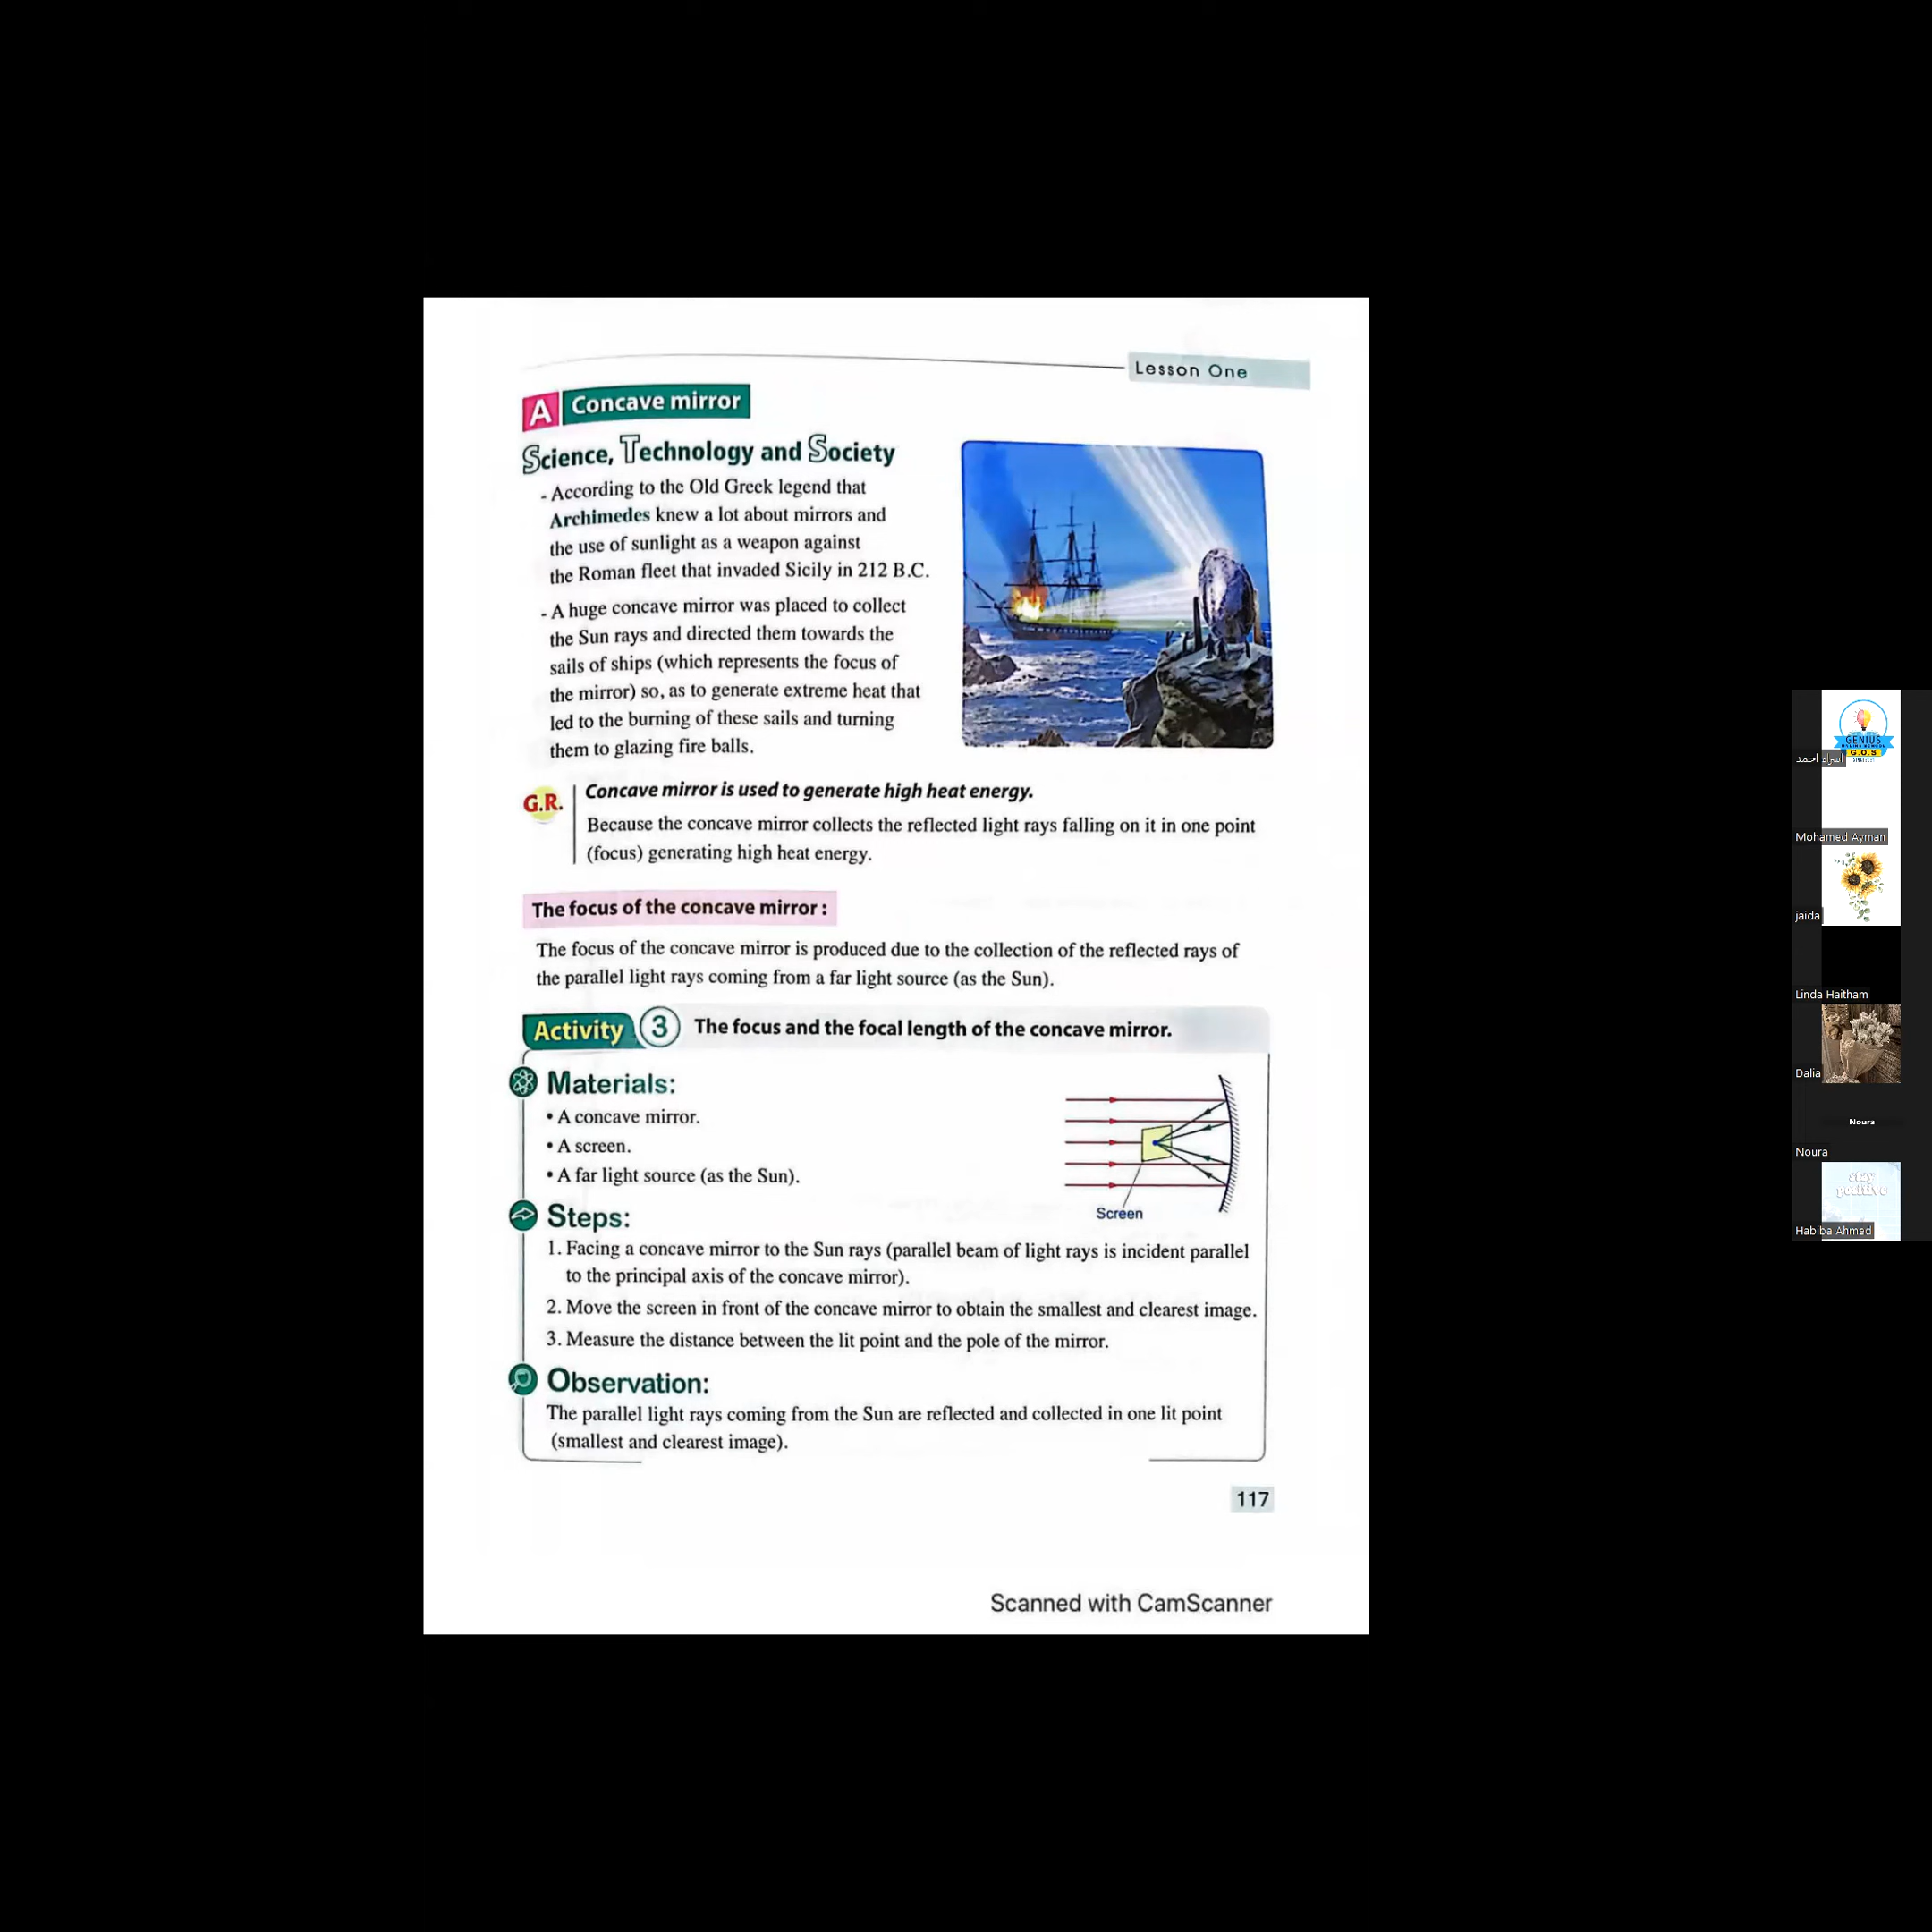 Lesson One
A Concave mirror
Science, Technology and Society
- According to the Old Greek legend that
Archimedes knew a lot about mirrors and
the use of sunlight as a weapon against
the Roman fleet that invaded Sicily in 212 B.C.
- A huge concave mirror was placed to collect
the Sun rays and directed them towards the
sails of ships (which represents the focus of
the mirror) so, as to generate extreme heat that
led to the burning of these sails and turning
them to glazing fire balls.
G.R.
Concave mirror is used to generate high heat energy.
Because the concave mirror collects the reflected light rays falling on it in one point
(focus) generating high heat energy.
The focus of the concave mirror :
The focus of the concave mirror is produced due to the collection of the reflected rays of
the parallel light rays coming from a far light source (as the Sun).
Activity 3 The focus and the focal length of the concave mirror.
Materials:
• A concave mirror.
• A screen.
• A far light source (as the Sun).
Screen
Steps:
1. Facing a concave mirror to the Sun rays (parallel beam of light rays is incident parallel
to the principal axis of the concave mirror).
2. Move the screen in front of the concave mirror to obtain the smallest and clearest image.
3. Measure the distance between the lit point and the pole of the mirror.
Observation:
The parallel light rays coming from the Sun are reflected and collected in one lit point
(smallest and clearest image).
117
Scanned with CamScanner
GENIUS
G.O.S
اسراء احمد
Mohamed Ayman
jaida
Linda Haitham
Dalia
Noura
Noura
stay
positive
Habiba Ahmed